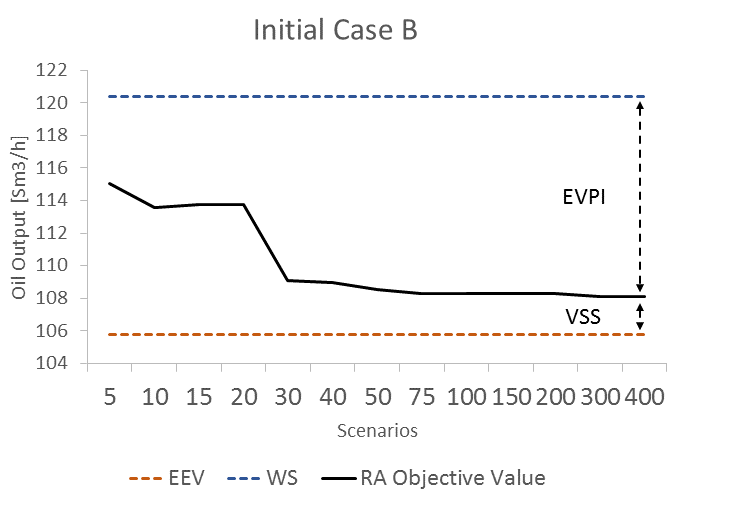 Initial Case B
Oil Output [Sm3/h]
122
120
118
116
114
112
110
108
106
104
EVPI
VSS
5 10 15 20 30 40 50 75 100 150 200 300 400
Scenarios
EEV WS RA Objective Value